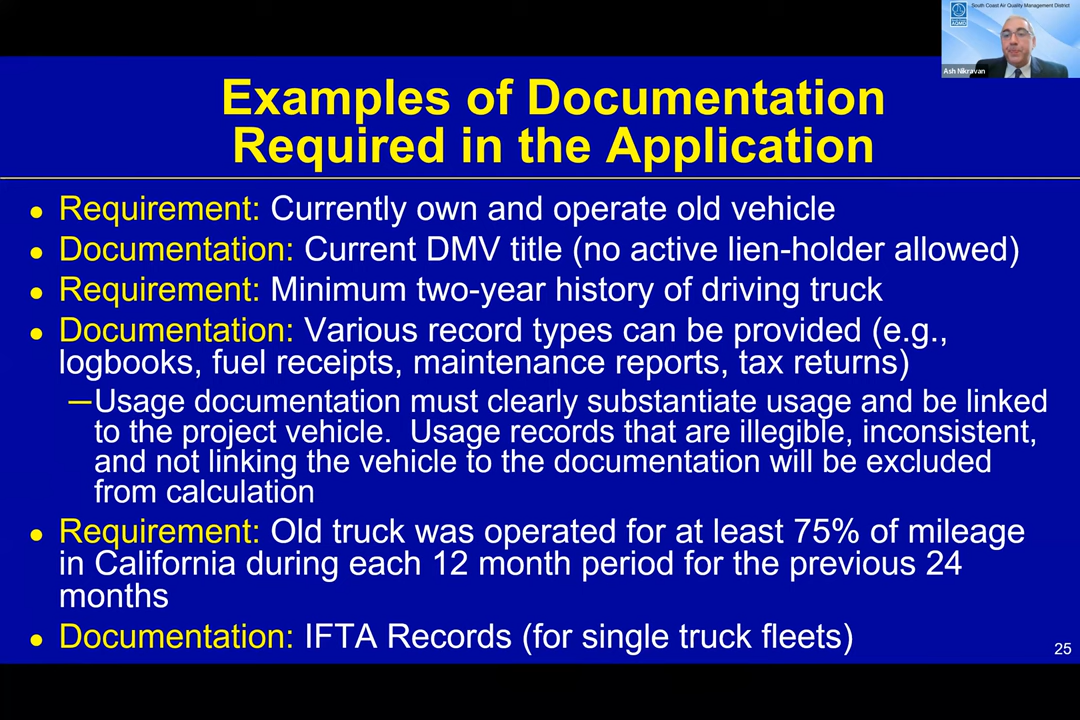 South Coast Air Quality Management District
Ash Nikravan
Examples of Documentation
Required in the Application
● Requirement: Currently own and operate old vehicle
● Documentation: Current DMV title (no active lien-holder allowed)
● Requirement: Minimum two-year history of driving truck
● Documentation: Various record types can be provided (e.g.,
logbooks, fuel receipts, maintenance reports, tax returns)
—Usage documentation must clearly substantiate usage and be linked
to the project vehicle.  Usage records that are illegible, inconsistent,
and not linking the vehicle to the documentation will be excluded
from calculation
● Requirement: Old truck was operated for at least 75% of mileage
in California during each 12 month period for the previous 24
months
● Documentation: IFTA Records (for single truck fleets)
25